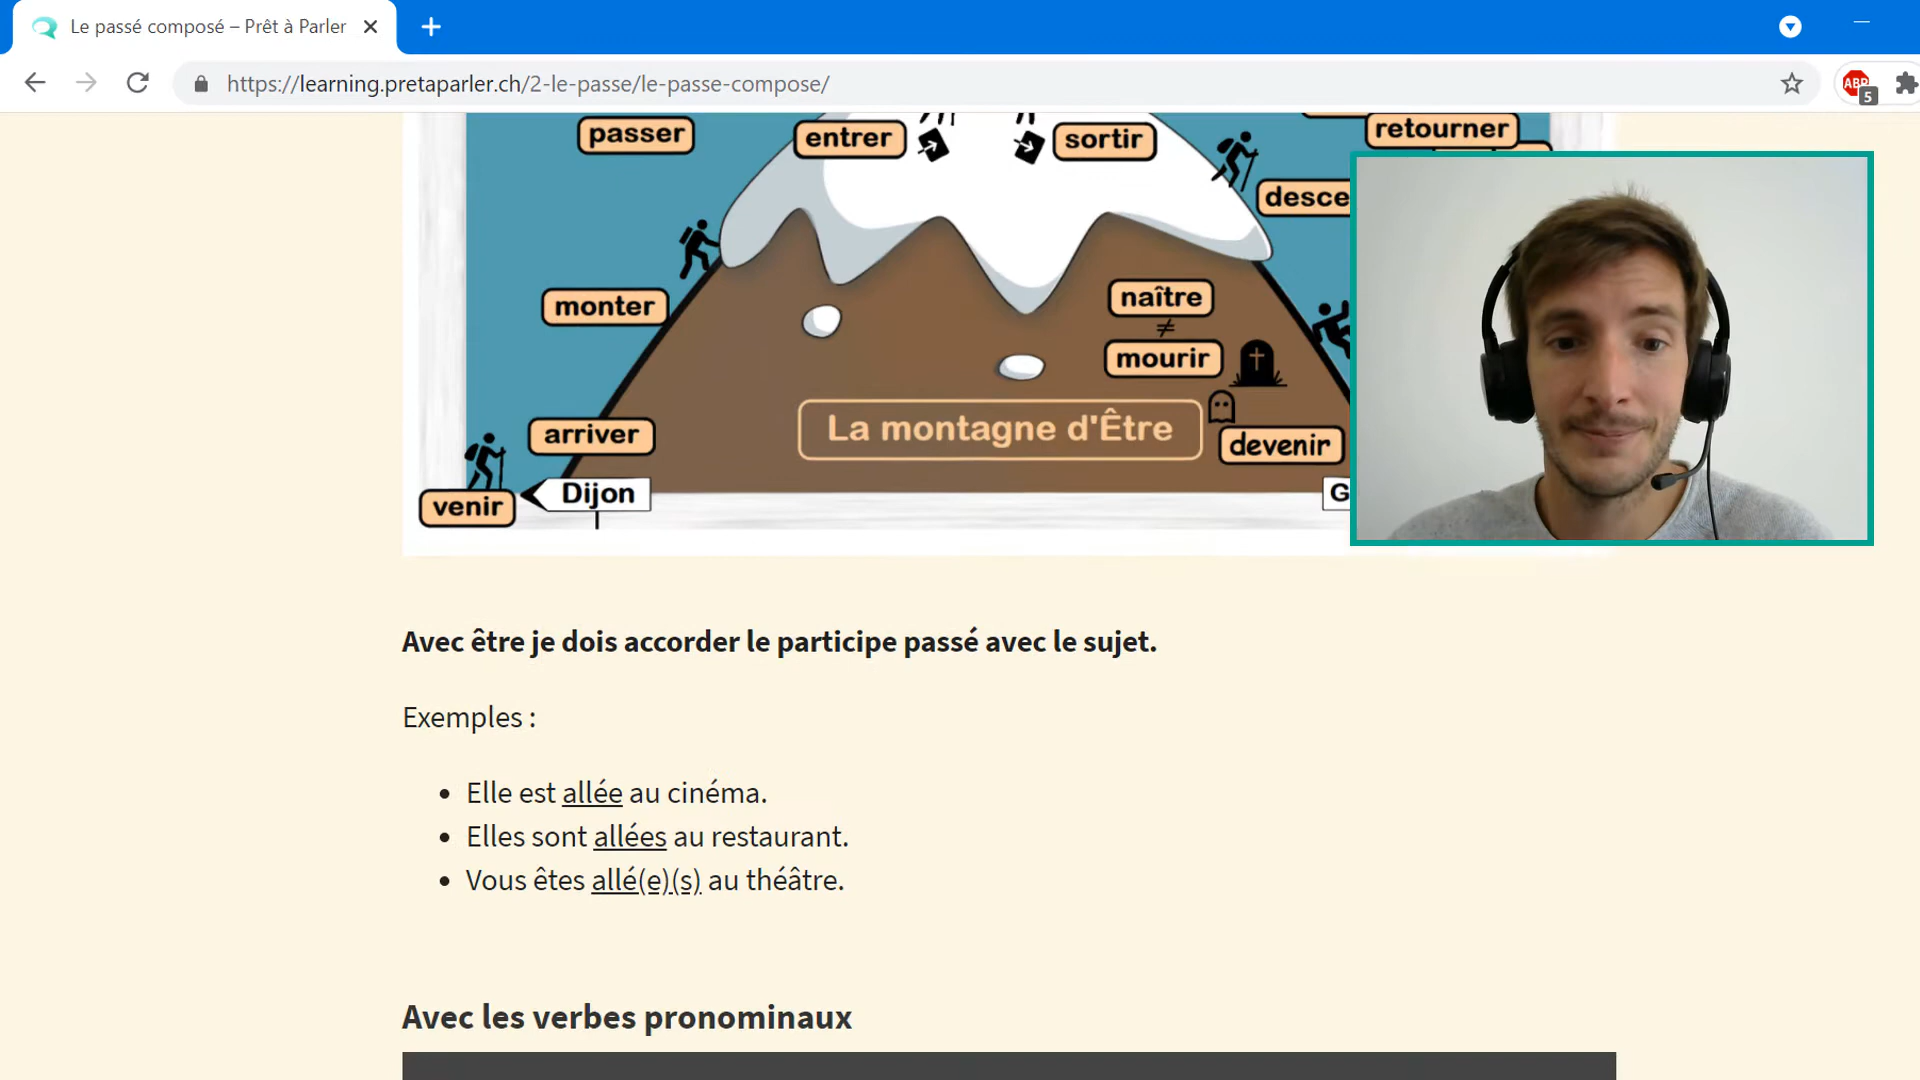 Le passé composé – Prêt à Parler
https://learning.pretaparler.ch/2-le-passe/le-passe-compose/
ABP
5
passer
entrer
sortir
retourner
desce
monter
naître
≠
mourir
arriver
La montagne d'Être
devenir
venir
Dijon
G
Avec être je dois accorder le participe passé avec le sujet.
Exemples :
• Elle est allée au cinéma.
• Elles sont allées au restaurant.
• Vous êtes allé(e)(s) au théâtre.
Avec les verbes pronominaux